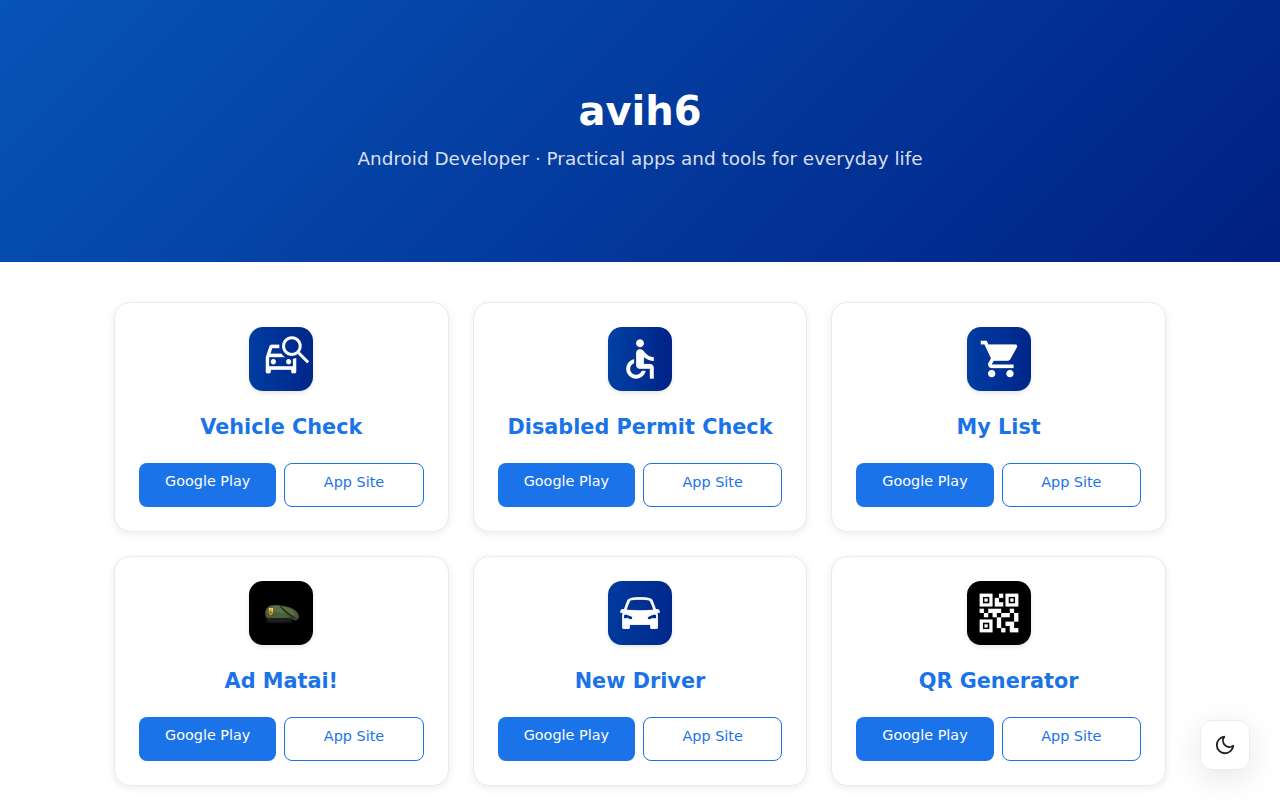 avih6
Android Developer · Practical apps and tools for everyday life
Vehicle Check
Google Play
App Site
Disabled Permit Check
Google Play
App Site
My List
Google Play
App Site
Ad Matai!
Google Play
App Site
New Driver
Google Play
App Site
QR Generator
Google Play
App Site